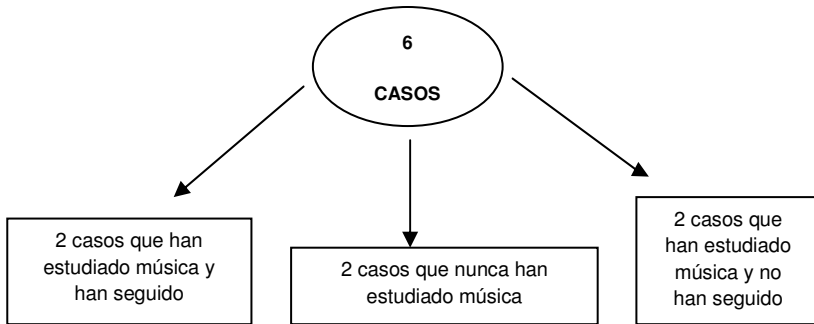 6
CASOS
2 casos que han
estudiado música y
han seguido
2 casos que nunca han
estudiado música
2 casos que
han estudiado
música y no
han seguido